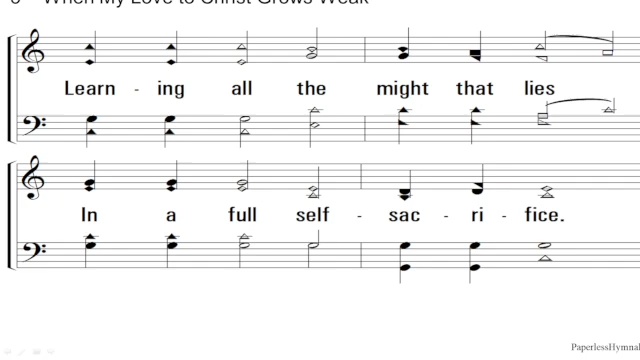 When My Love to Christ Grows Weak
Learn - ing all the might that lies
In a full self - sac - ri - fice.
PaperlessHymnal